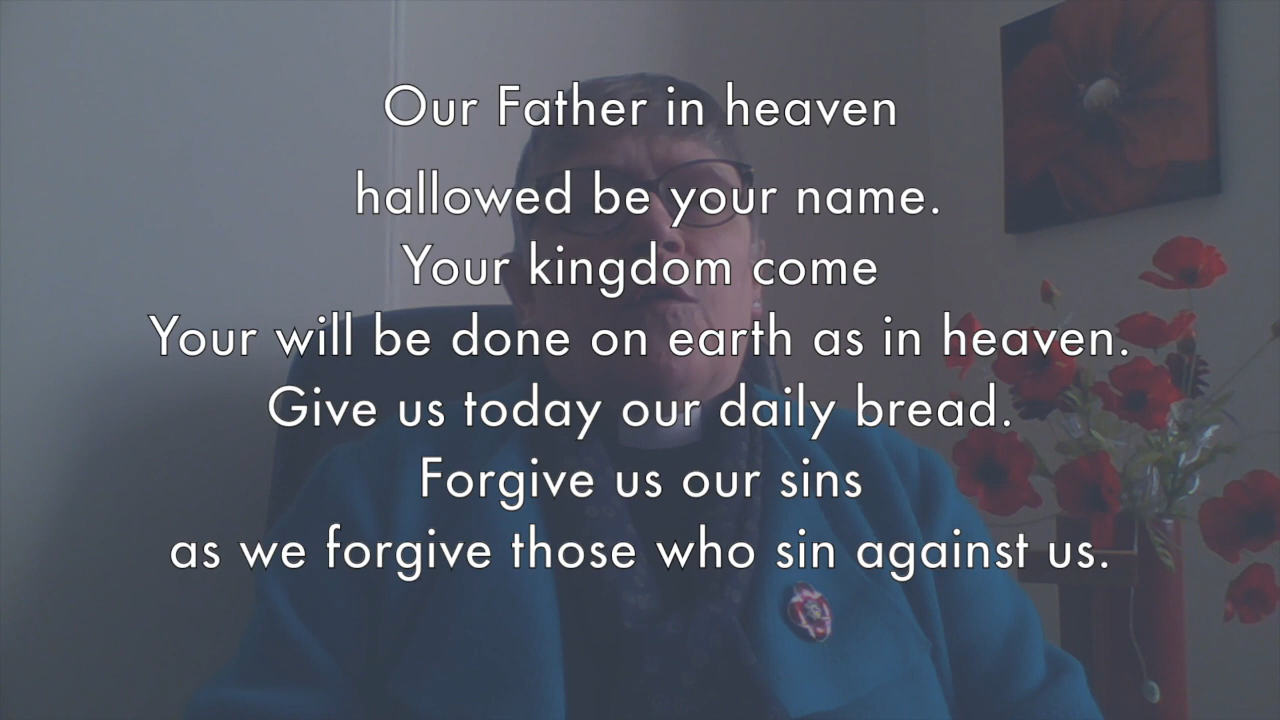 Our Father in heaven
hallowed be your name.
Your kingdom come
Your will be done on earth as in heaven.
Give us today our daily bread.
Forgive us our sins
as we forgive those who sin against us.